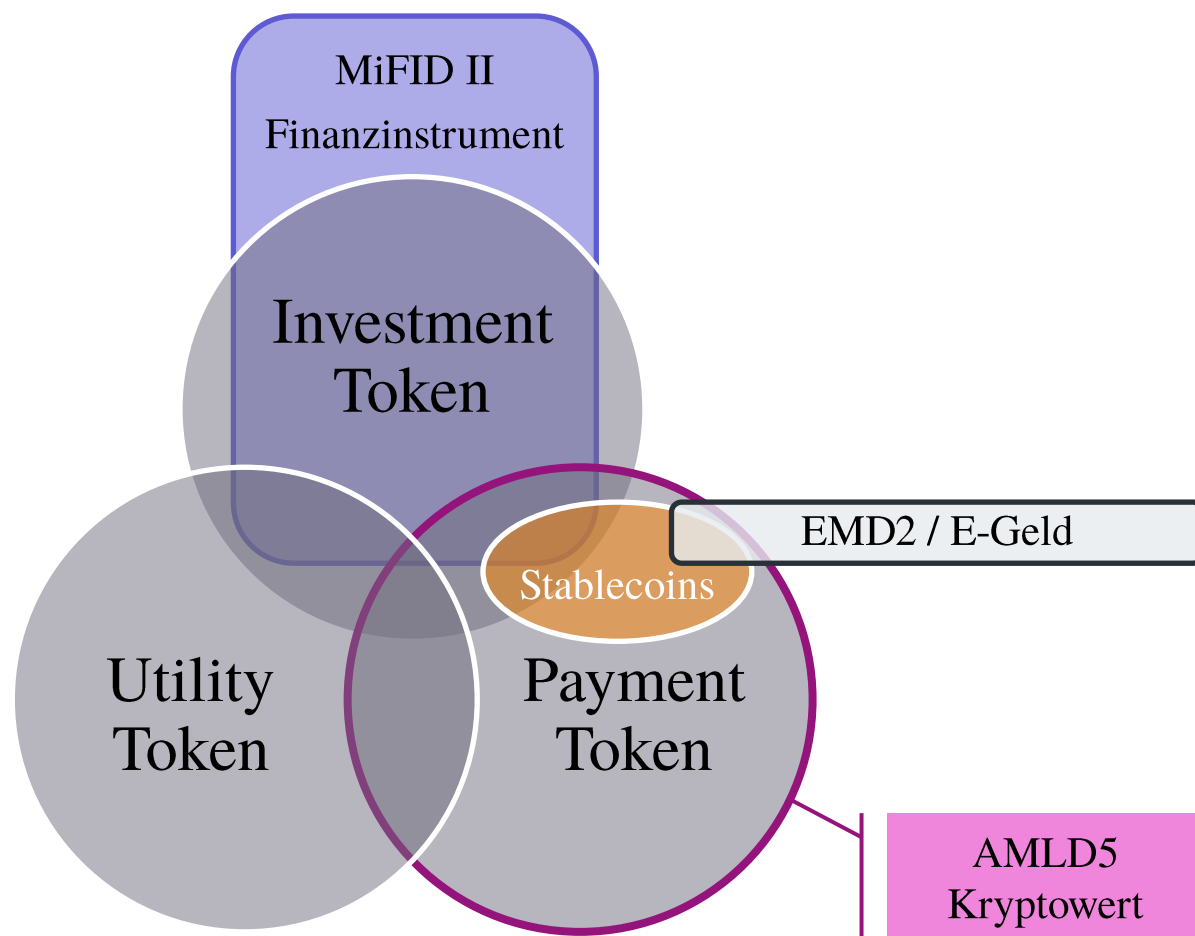 MiFID II
Finanzinstrument
Investment
Token
EMD2 / E-Geld
Stablecoins
Utility
Token
Payment
Token
AMLD5
Kryptowert